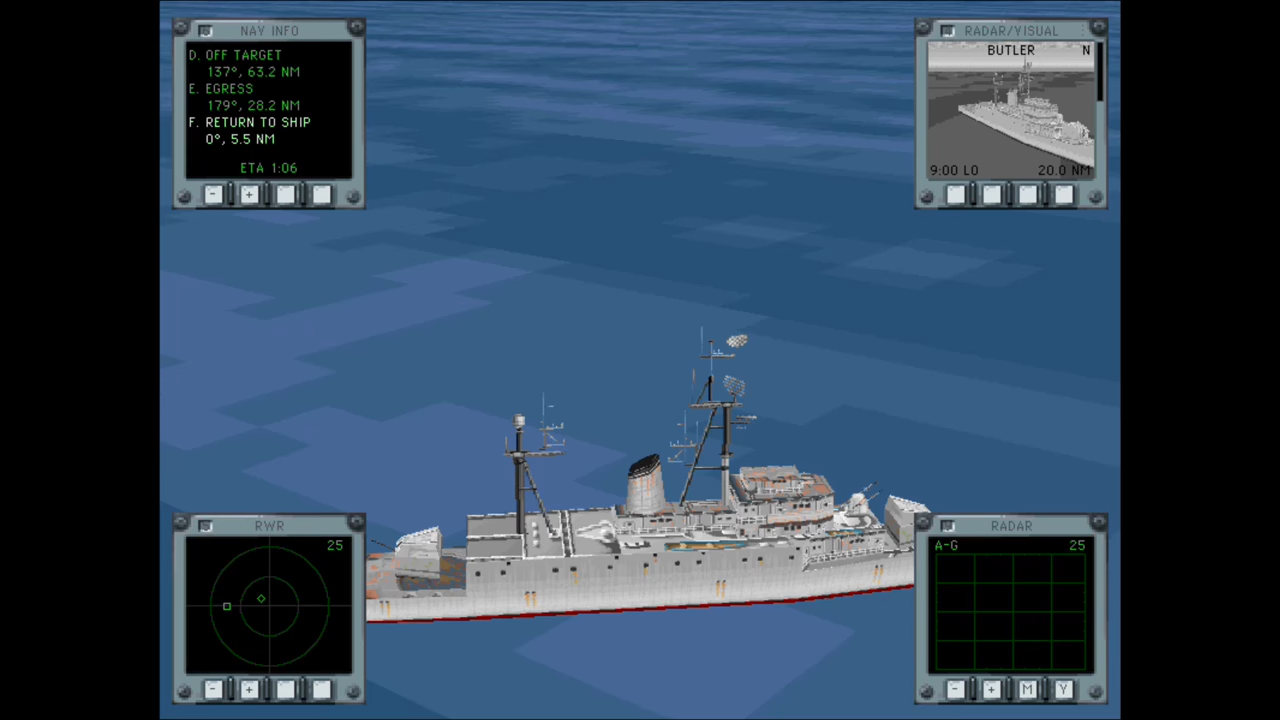 NAV INFO
D. OFF TARGET
137°, 63.2 NM
E. EGRESS
179°, 28.2 NM
F. RETURN TO SHIP
0°, 5.5 NM
ETA 1:06
- +
RADAR/VISUAL
BUTLER N
9:00 LO 20.0 NM
RWR
25
- +
RADAR
A-G 25
- + M Y